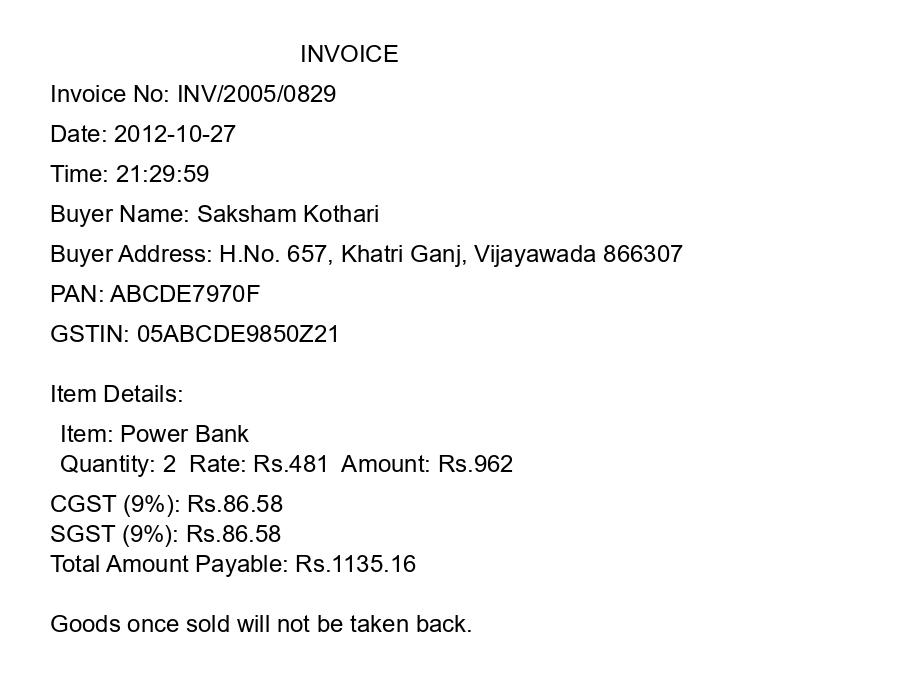 INVOICE
Invoice No: INV/2005/0829
Date: 2012-10-27
Time: 21:29:59
Buyer Name: Saksham Kothari
Buyer Address: H.No. 657, Khatri Ganj, Vijayawada 866307
PAN: ABCDE7970F
GSTIN: 05ABCDE9850Z21
Item Details:
Item: Power Bank
Quantity: 2  Rate: Rs.481  Amount: Rs.962
CGST (9%): Rs.86.58
SGST (9%): Rs.86.58
Total Amount Payable: Rs.1135.16
Goods once sold will not be taken back.